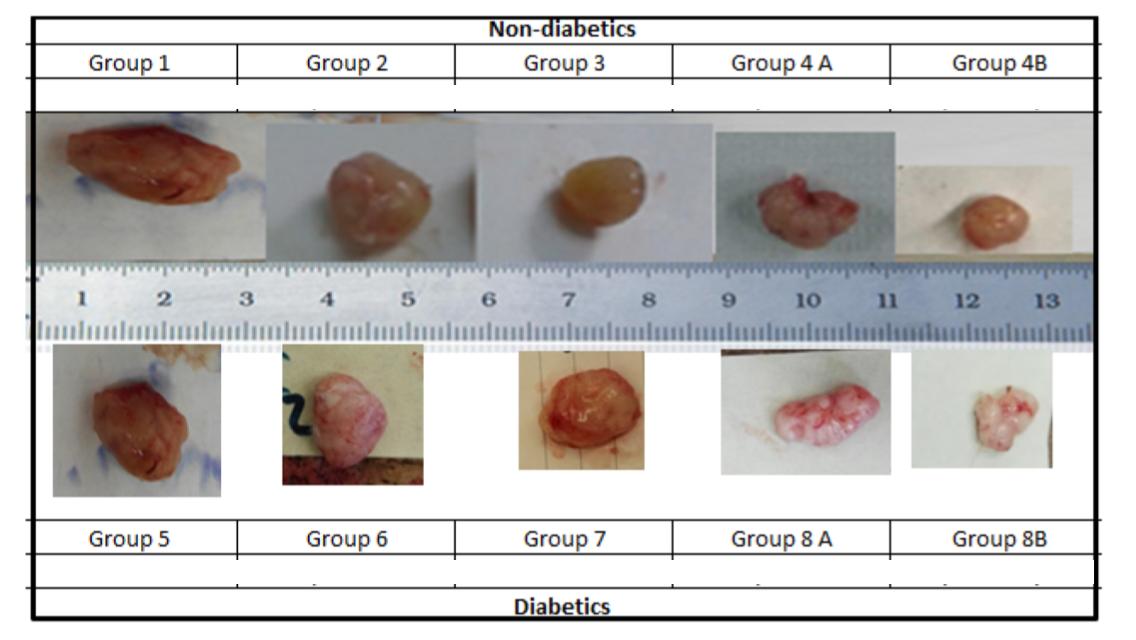 Non-diabetics
Group 1 Group 2 Group 3 Group 4 A Group 4B
1 2 3 4 5 6 7 8 9 10 11 12 13
2
Group 5 Group 6 Group 7 Group 8 A Group 8B
Diabetics